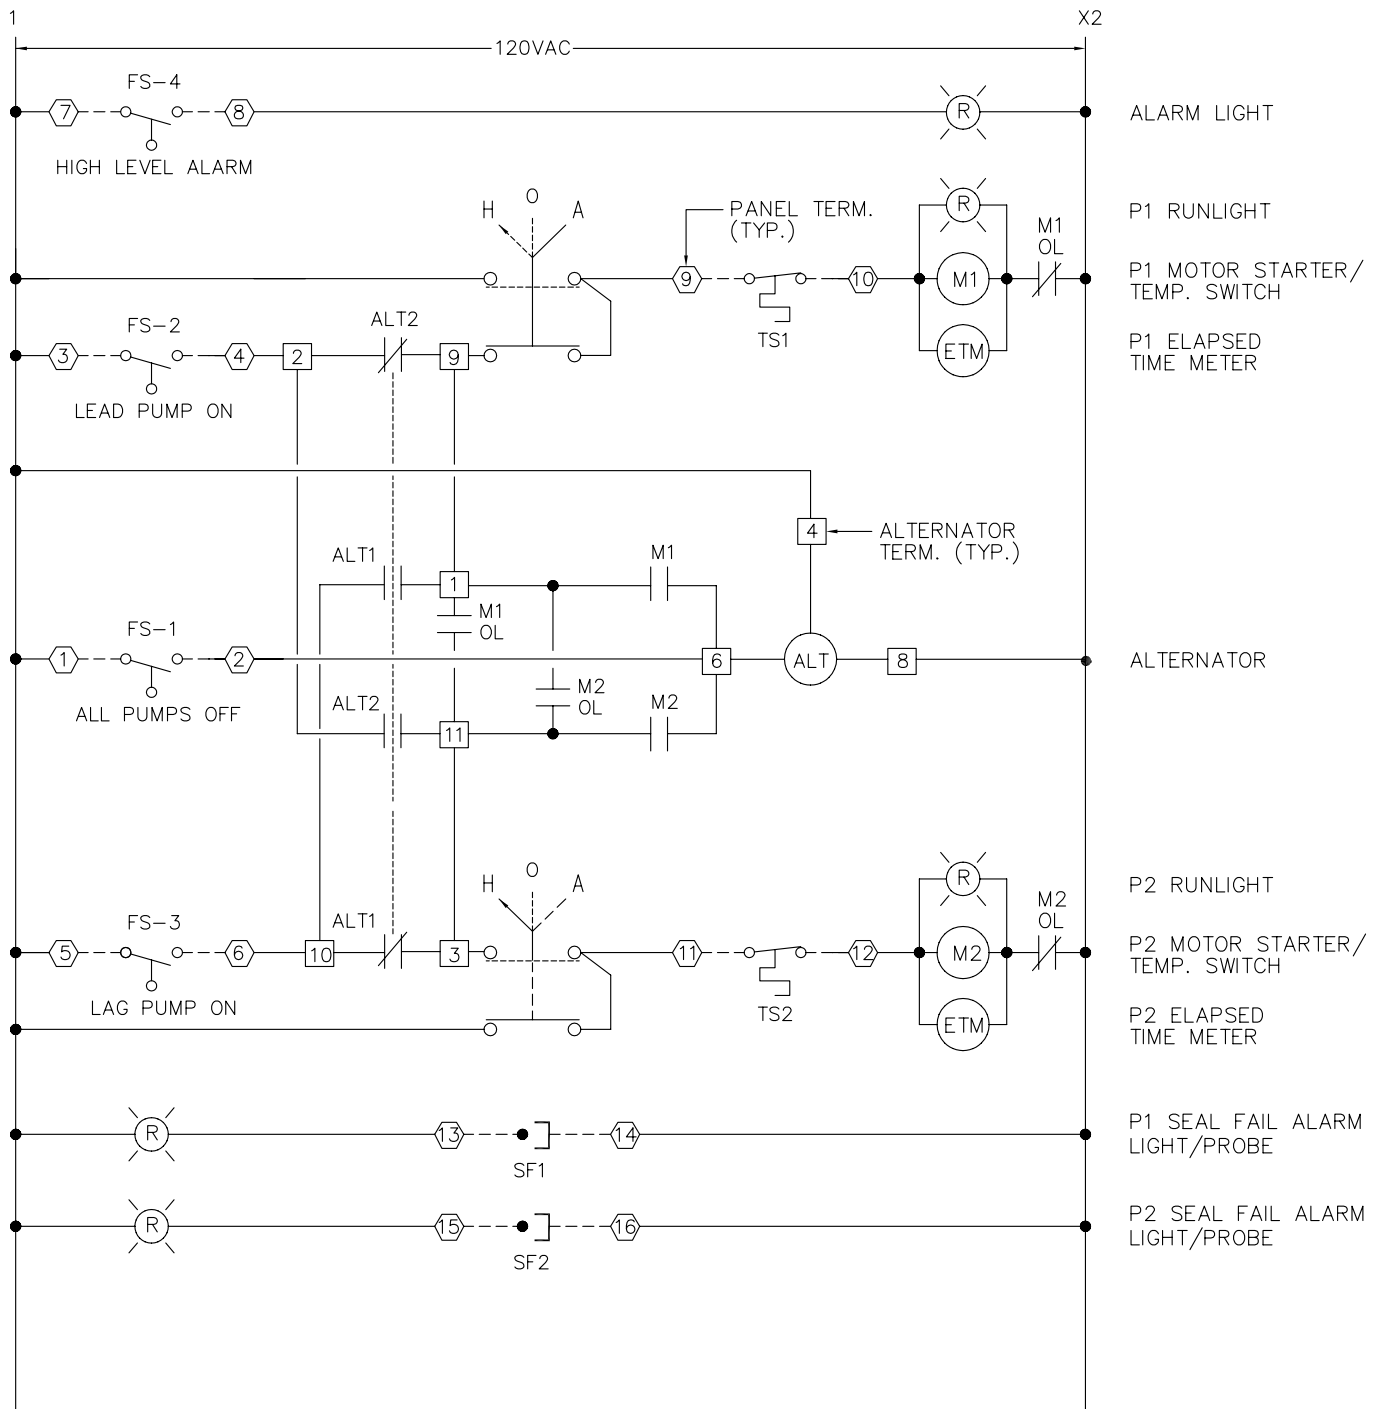 1
X2
120VAC
FS-4
7
8
R
ALARM LIGHT
HIGH LEVEL ALARM
H O A
PANEL TERM.
(TYP.)
R
M1
OL
P1 RUNLIGHT
9
10
M1
P1 MOTOR STARTER/
TEMP. SWITCH
TS1
FS-2
ALT2
3
4
2
9
ETM
P1 ELAPSED
TIME METER
LEAD PUMP ON
4
ALTERNATOR
TERM. (TYP.)
ALT1
1
M1
M1
OL
FS-1
1
2
6
ALT
8
ALTERNATOR
ALL PUMPS OFF
ALT2
M2
OL
M2
11
H O A
R
M2
OL
P2 RUNLIGHT
FS-3
ALT1
5
6
10
3
11
12
M2
P2 MOTOR STARTER/
TEMP. SWITCH
LAG PUMP ON
TS2
ETM
P2 ELAPSED
TIME METER
R
13
14
P1 SEAL FAIL ALARM
LIGHT/PROBE
SF1
R
15
16
P2 SEAL FAIL ALARM
LIGHT/PROBE
SF2